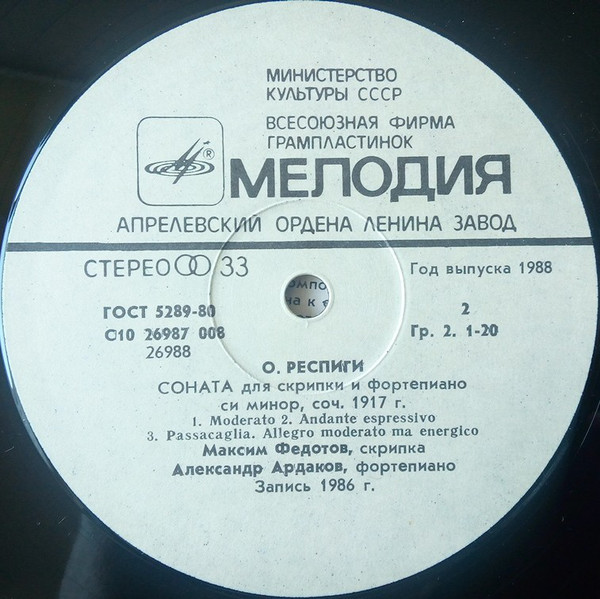 МИНИСТЕРСТВО
КУЛЬТУРЫ СССР
ВСЕСОЮЗНАЯ ФИРМА
ГРАМПЛАСТИНОК
® МЕЛОДИЯ
АПРЕЛЕВСКИЙ ОРДЕНА ЛЕНИНА ЗАВОД
СТЕРЕО 33
Год выпуска 1988
ГОСТ 5289-80
2
С10 26987 008
Гр. 2. 1-20
26988
О. РЕСПИГИ
СОНАТА для скрипки и фортепиано
си минор, соч. 1917 г.
1. Moderato 2. Andante espressivo
3. Passacaglia. Allegro moderato ma energico
Максим Федотов, скрипка
Александр Ардаков, фортепиано
Запись 1986 г.